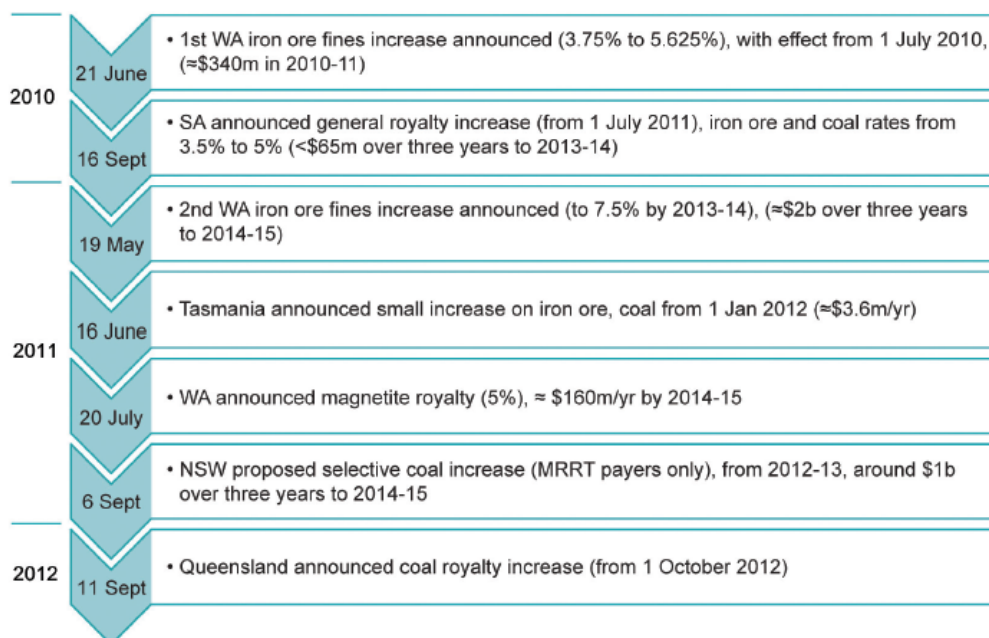 2010
21 June
• 1st WA iron ore fines increase announced (3.75% to 5.625%), with effect from 1 July 2010,
(≈$340m in 2010-11)
16 Sept
• SA announced general royalty increase (from 1 July 2011), iron ore and coal rates from
3.5% to 5% (<$65m over three years to 2013-14)
2011
19 May
• 2nd WA iron ore fines increase announced (to 7.5% by 2013-14), (≈$2b over three years
to 2014-15)
16 June
• Tasmania announced small increase on iron ore, coal from 1 Jan 2012 (≈$3.6m/yr)
20 July
• WA announced magnetite royalty (5%), ≈ $160m/yr by 2014-15
6 Sept
• NSW proposed selective coal increase (MRRT payers only), from 2012-13, around $1b
over three years to 2014-15
2012
11 Sept
• Queensland announced coal royalty increase (from 1 October 2012)